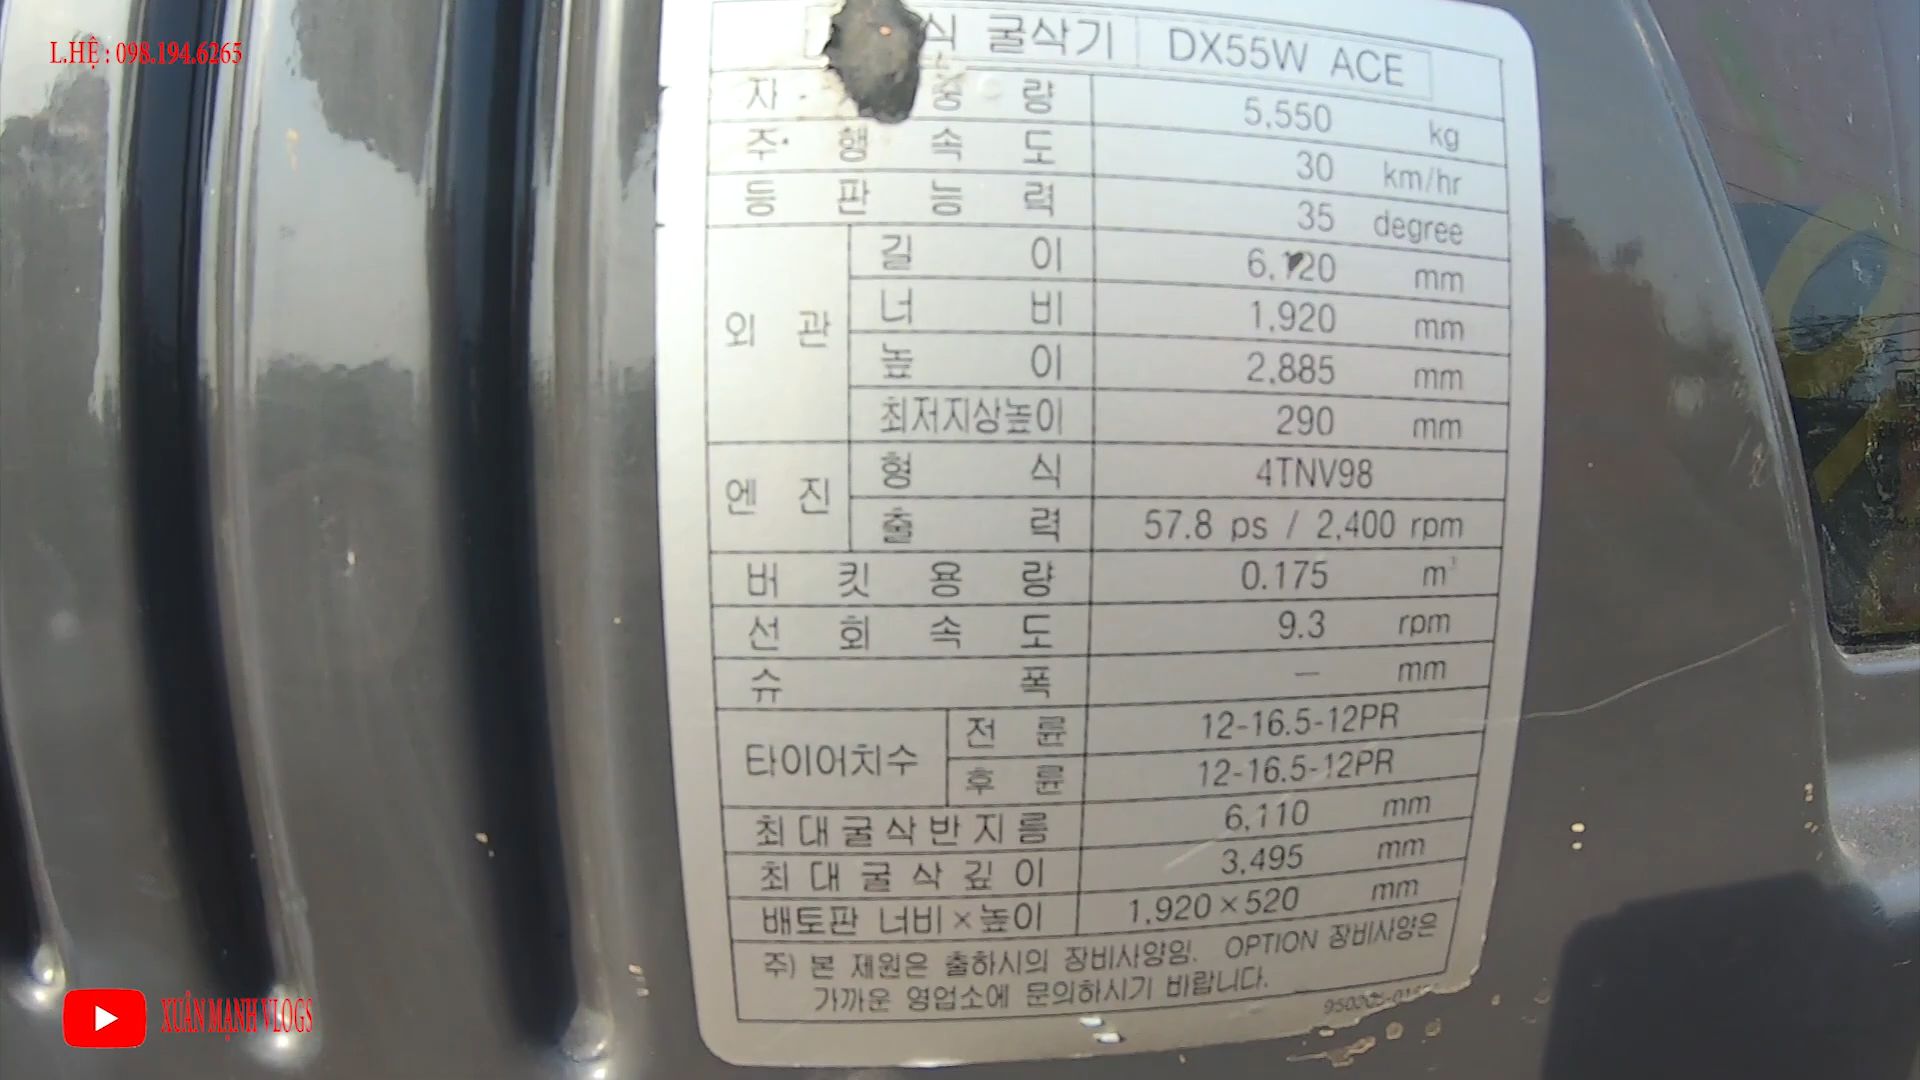 L.HỆ : 098.194.6265
식 굴삭기 DX55W ACE
자 중 량 5,550 kg
주 행 속 도 30 km/hr
등 판 능 력 35 degree
외 관
길 이 6,120 mm
너 비 1,920 mm
높 이 2,885 mm
최저지상높이 290 mm
엔 진
형 식 4TNV98
출 력 57.8 ps / 2,400 rpm
버 킷 용 량 0.175 m³
선 회 속 도 9.3 rpm
슈 폭 — mm
타이어치수
전 륜 12-16.5-12PR
후 륜 12-16.5-12PR
최대굴삭반지름 6,110 mm
최대굴삭깊이 3,495 mm
배토판 너비×높이 1,920×520 mm
주) 본 제원은 출하시의 장비사양임. OPTION 장비사양은
가까운 영업소에 문의하시기 바랍니다.
XUÂN MẠNH VLOGS